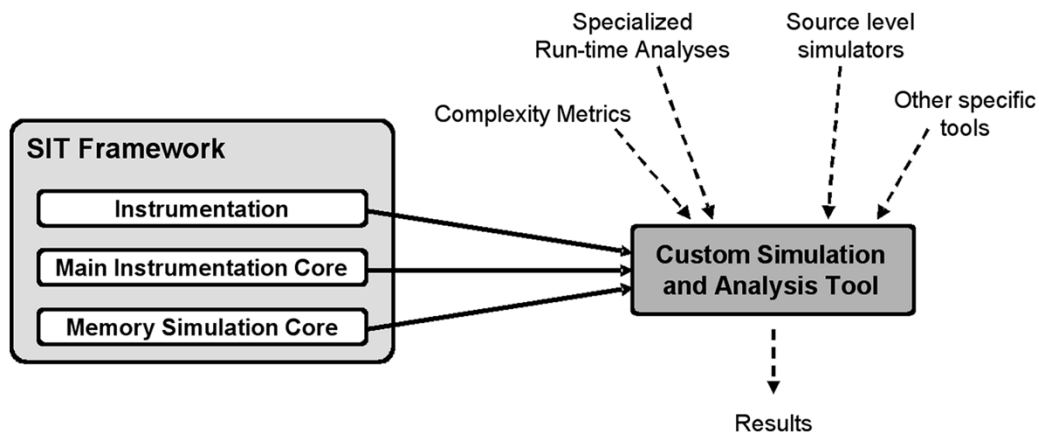 Specialized
Run-time Analyses
Source level
simulators
Complexity Metrics
Other specific
tools
SIT Framework
Instrumentation
Main Instrumentation Core
Memory Simulation Core
Custom Simulation
and Analysis Tool
Results